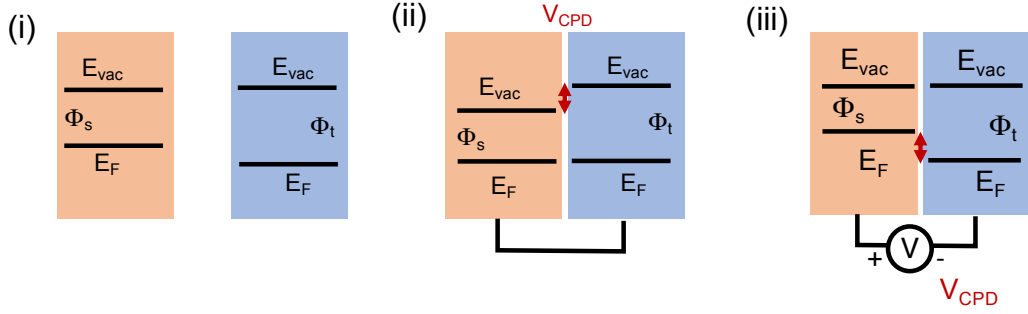 (i)
E_vac
Φ_s
E_F
E_vac
Φ_t
E_F
(ii)
V_CPD
E_vac
Φ_s
E_F
E_vac
Φ_t
E_F
(iii)
E_vac
Φ_s
E_F
E_vac
Φ_t
E_F
+ V -
V_CPD